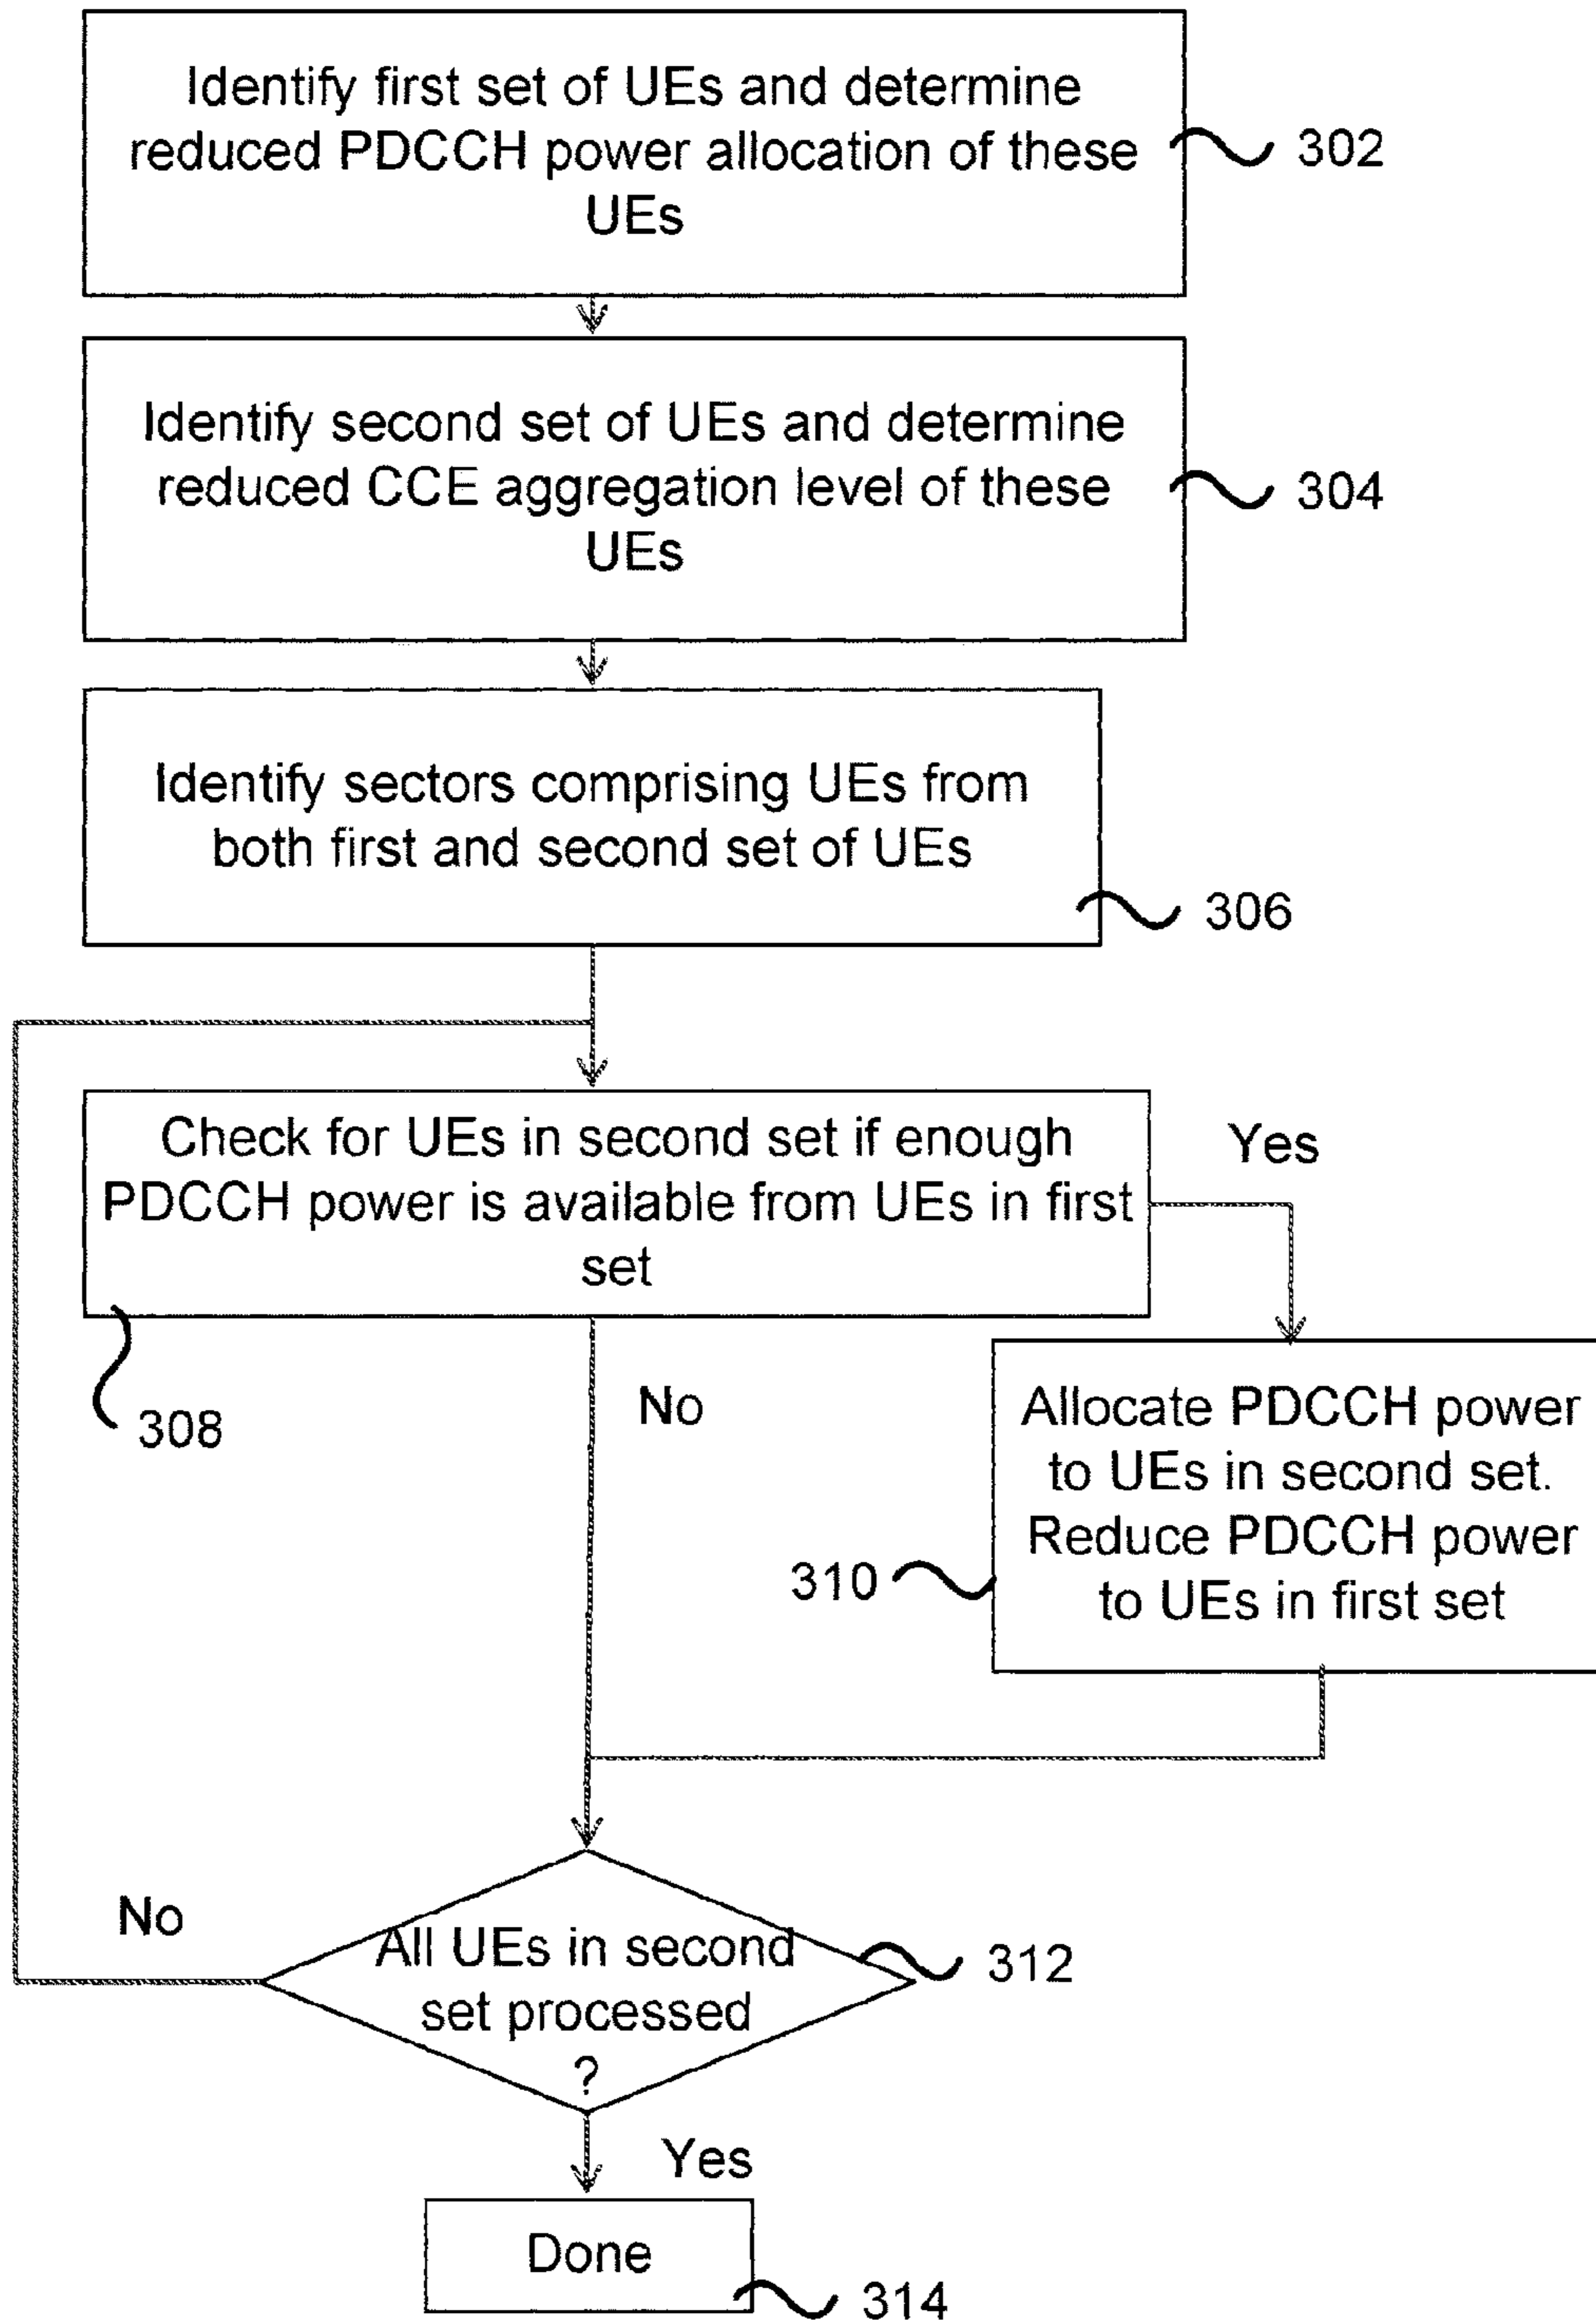 Identify first set of UEs and determine
reduced PDCCH power allocation of these
UEs
302
Identify second set of UEs and determine
reduced CCE aggregation level of these
UEs
304
Identify sectors comprising UEs from
both first and second set of UEs
306
Check for UEs in second set if enough
PDCCH power is available from UEs in first
set
Yes
308
No
Allocate PDCCH power
to UEs in second set.
Reduce PDCCH power
to UEs in first set
310
No
All UEs in second
set processed
?
312
Yes
Done
314